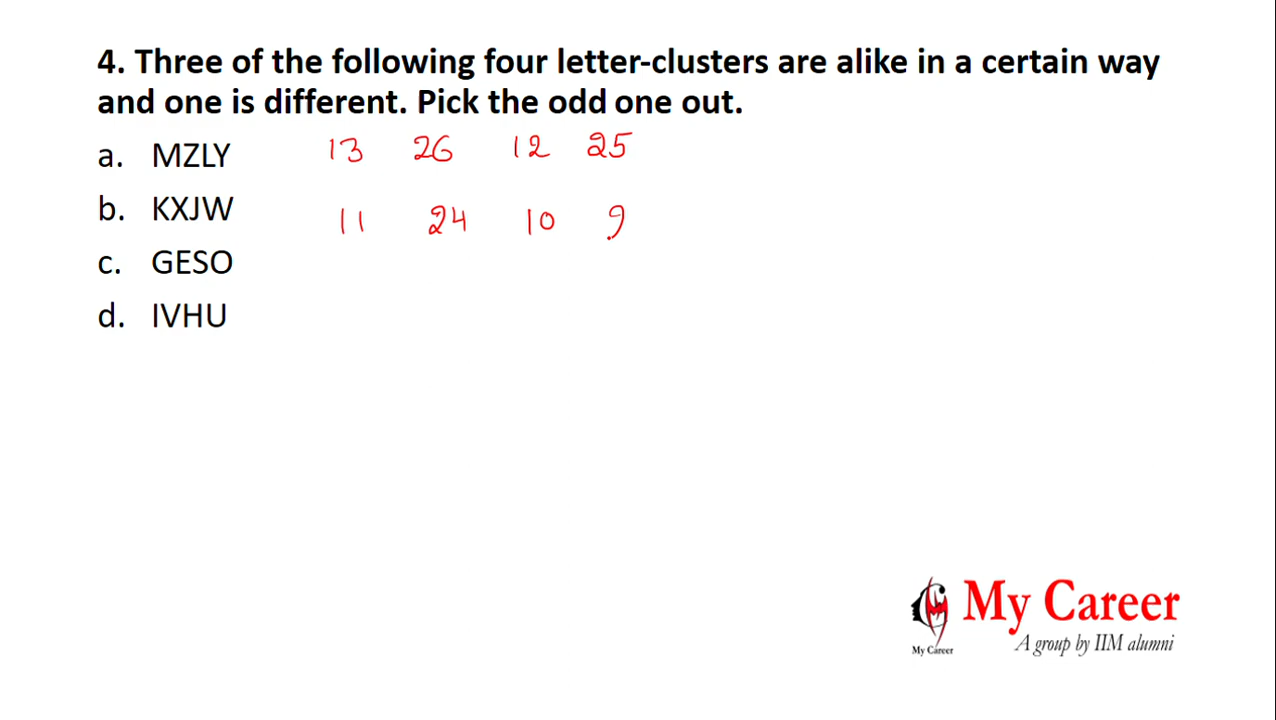 4. Three of the following four letter-clusters are alike in a certain way
and one is different. Pick the odd one out.
a. MZLY 13 26 12 25
b. KXJW 11 24 10 9
c. GESO
d. IVHU
My Career
A group by IIM alumni
My Career